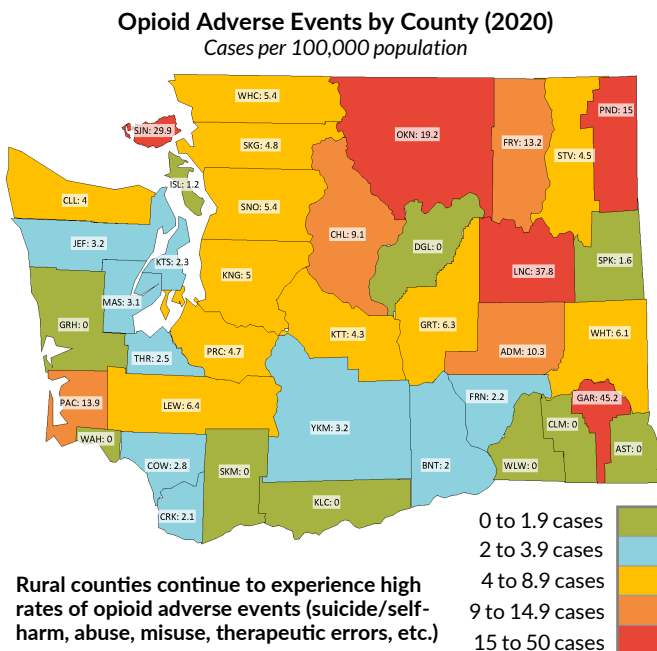 Opioid Adverse Events by County (2020)
Cases per 100,000 population
WHC: 5.4
PND: 15
SJN: 29.9
OKN: 19.2
SKG: 4.8
FRY: 13.2
STV: 4.5
ISL: 1.2
CLL: 4
SNO: 5.4
CHL: 9.1
JEF: 3.2
DGL: 0
KTS: 2.3
SPK: 1.6
KNG: 5
LNC: 37.8
MAS: 3.1
GRH: 0
GRT: 6.3
KTT: 4.3
WHT: 6.1
THR: 2.5
PRC: 4.7
ADM: 10.3
PAC: 13.9
LEW: 6.4
FRN: 2.2
GAR: 45.2
YKM: 3.2
CLM: 0
WAH: 0
AST: 0
COW: 2.8
SKM: 0
BNT: 2
WLW: 0
KLC: 0
CRK: 2.1
0 to 1.9 cases
2 to 3.9 cases
4 to 8.9 cases
9 to 14.9 cases
15 to 50 cases
Rural counties continue to experience high
rates of opioid adverse events (suicide/self-
harm, abuse, misuse, therapeutic errors, etc.)